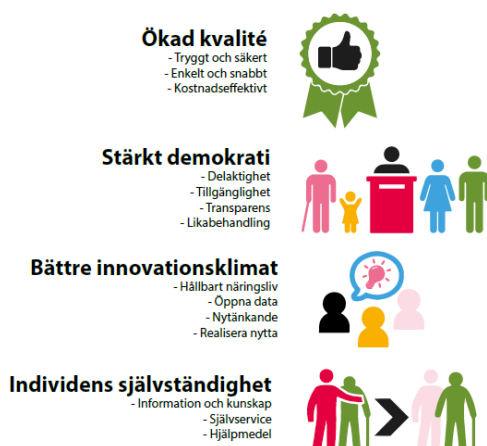 Ökad kvalité
- Tryggt och säkert
- Enkelt och snabbt
- Kostnadseffektivt
Stärkt demokrati
- Delaktighet
- Tillgänglighet
- Transparens
- Likabehandling
Bättre innovationsklimat
- Hållbart näringsliv
- Öppna data
- Nytänkande
- Realisera nytta
Individens självständighet
- Information och kunskap
- Självservice
- Hjälpmedel